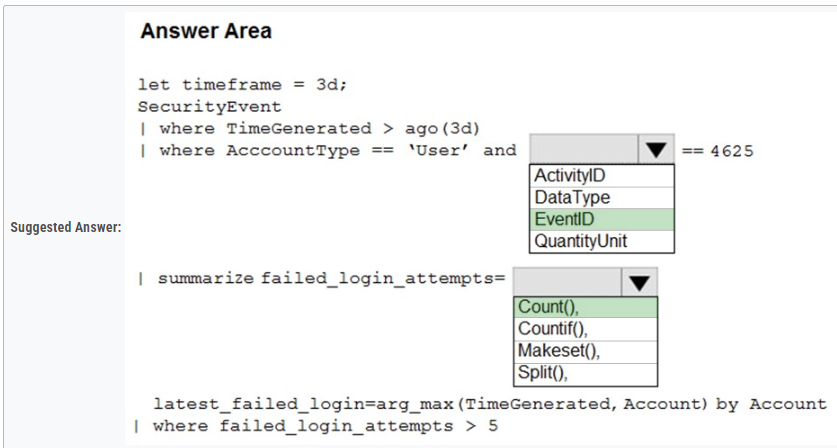 Answer Area
let timeframe = 3d;
SecurityEvent
| where TimeGenerated > ago(3d)
| where AcccountType == ‘User’ and == 4625
ActivityID
DataType
Suggested Answer:
EventID
QuantityUnit
| summarize failed_login_attempts=
Count(),
Countif(),
Makeset(),
Split(),
latest_failed_login=arg_max(TimeGenerated, Account) by Account
| where failed_login_attempts > 5